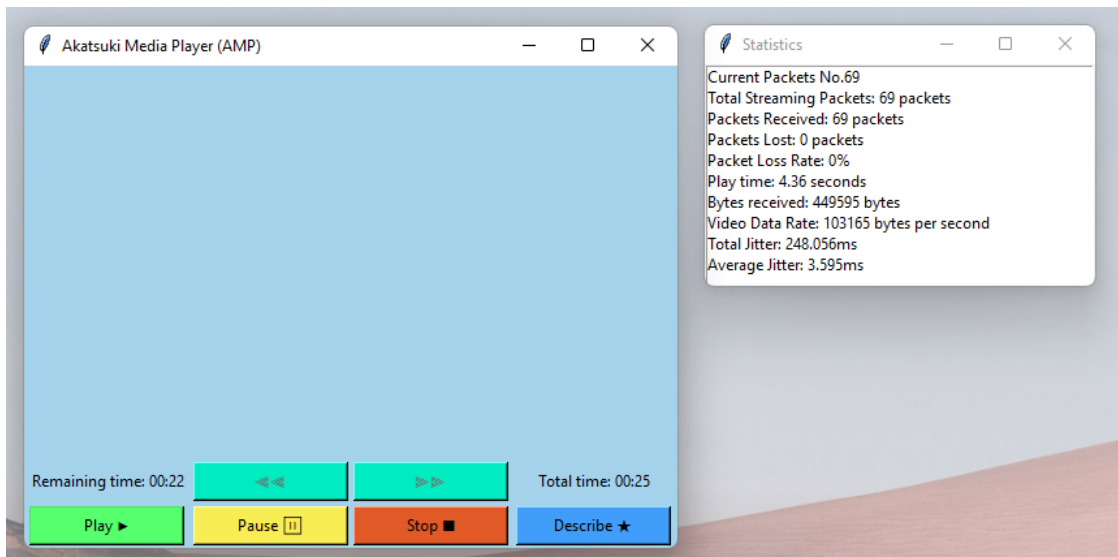 Akatsuki Media Player (AMP)
Remaining time: 00:22
Total time: 00:25
Play ►
Pause ⏸
Stop ■
Describe ★
Statistics
Current Packets No.69
Total Streaming Packets: 69 packets
Packets Received: 69 packets
Packets Lost: 0 packets
Packet Loss Rate: 0%
Play time: 4.36 seconds
Bytes received: 449595 bytes
Video Data Rate: 103165 bytes per second
Total Jitter: 248.056ms
Average Jitter: 3.595ms